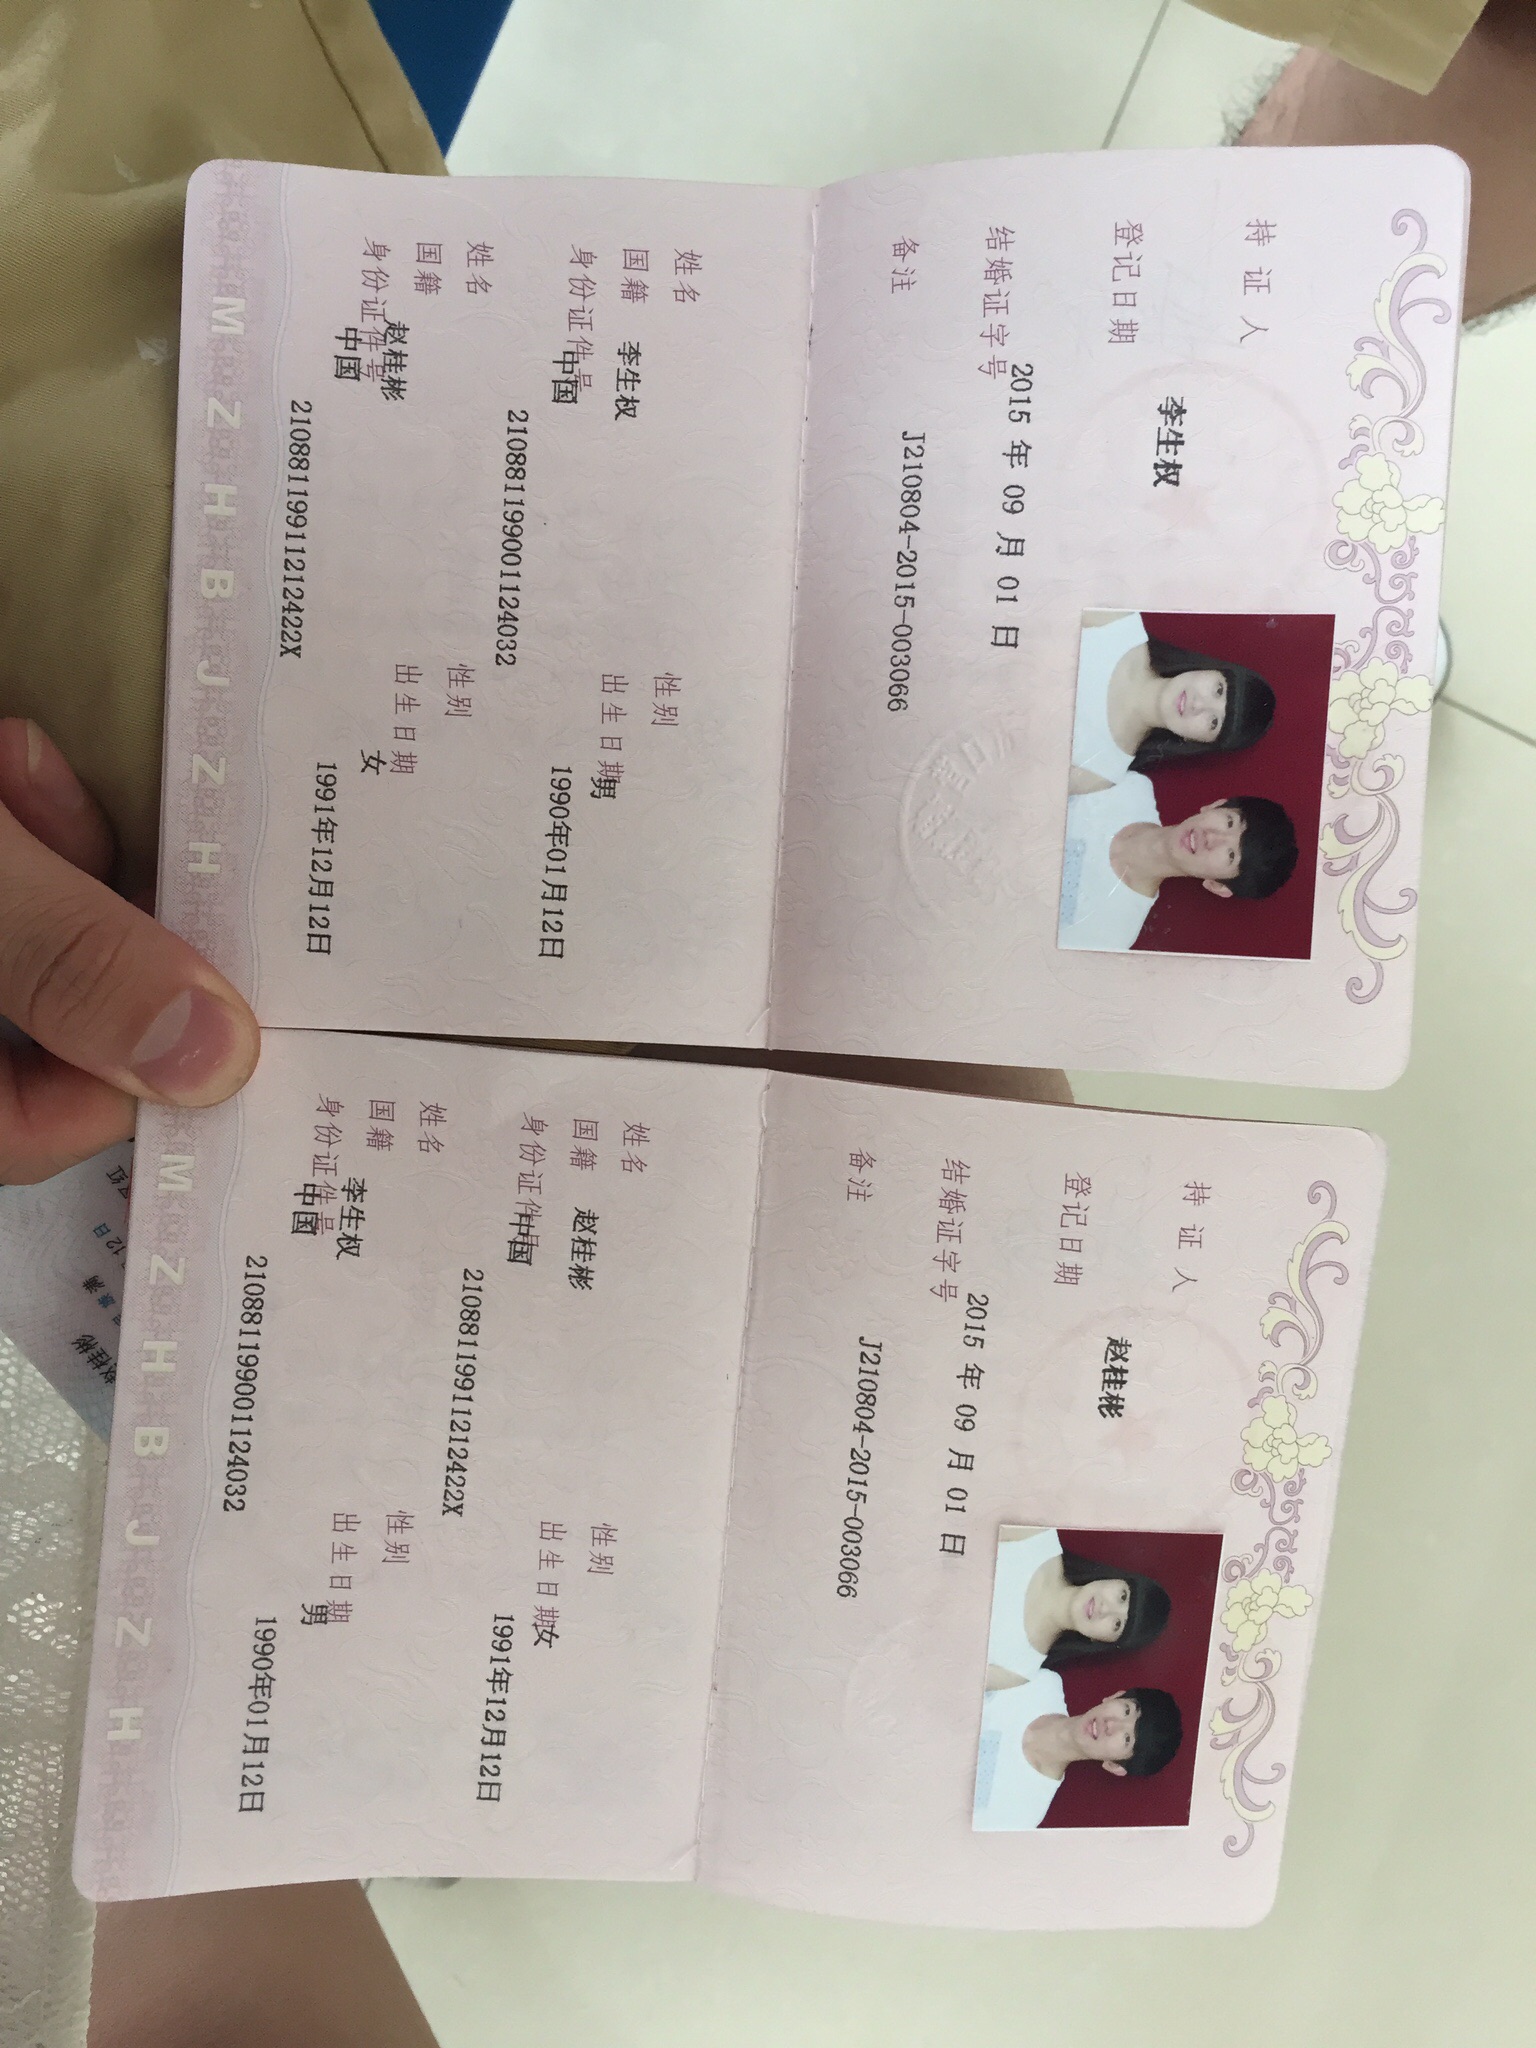 持证人 李生权
登记日期 2015 年 09 月 01 日
结婚证字号 J210804-2015-003066
备注
姓名 李生权 性别 男
国籍 中国 出生日期 1990年01月12日
身份证件号 210881199001124032
姓名 赵桂彬 性别 女
国籍 中国 出生日期 1991年12月12日
身份证件号 21088119911212422X
MZHBJZH
持证人 赵桂彬
登记日期 2015 年 09 月 01 日
结婚证字号 J210804-2015-003066
备注
姓名 赵桂彬 性别 女
国籍 中国 出生日期 1991年12月12日
身份证件号 21088119911212422X
姓名 李生权 性别 男
国籍 中国 出生日期 1990年01月12日
身份证件号 210881199001124032
MZHBJZH
赵桂彬